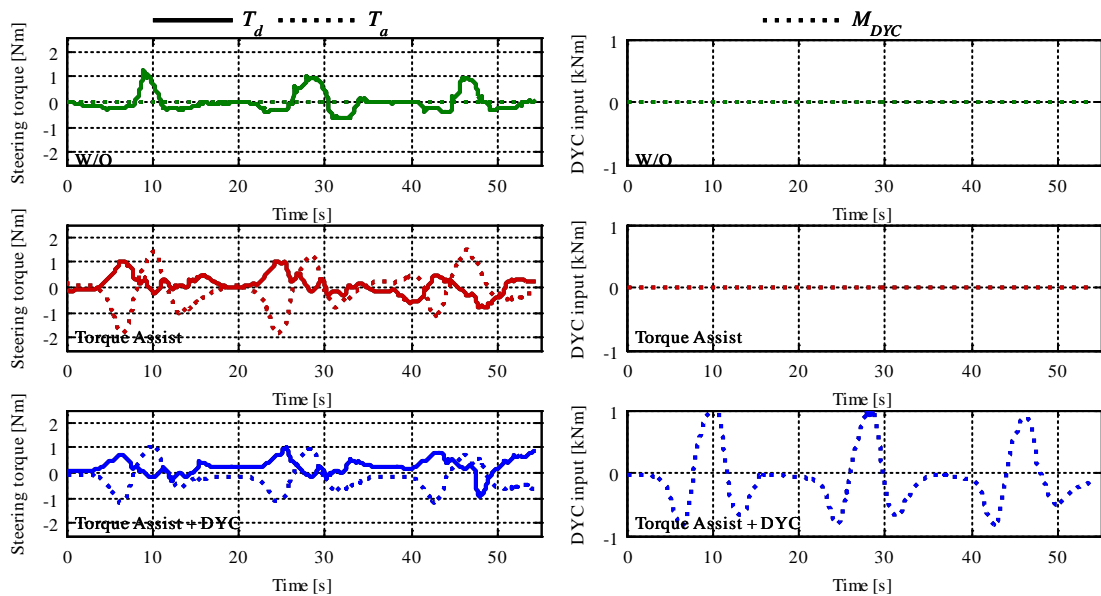 T_d T_a M_DYC
Steering torque [Nm]
2
1
0
-1
-2
W/O
0 10 20 30 40 50
Time [s]
DYC input [kNm]
1
0
-1
W/O
0 10 20 30 40 50
Time [s]
Steering torque [Nm]
2
1
0
-1
-2
Torque Assist
0 10 20 30 40 50
Time [s]
DYC input [kNm]
1
0
-1
Torque Assist
0 10 20 30 40 50
Time [s]
Steering torque [Nm]
2
1
0
-1
-2
Torque Assist + DYC
0 10 20 30 40 50
Time [s]
DYC input [kNm]
1
0
-1
Torque Assist + DYC
0 10 20 30 40 50
Time [s]